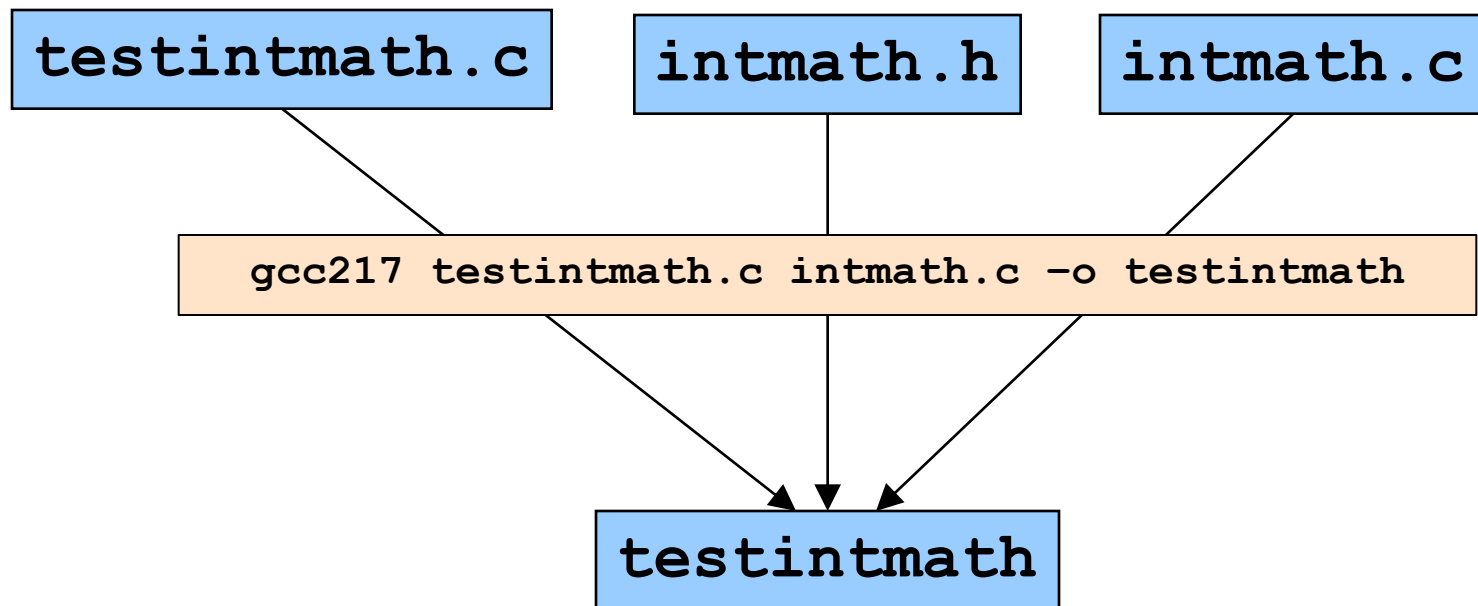 testintmath.c
intmath.h
intmath.c
gcc217 testintmath.c intmath.c –o testintmath
testintmath